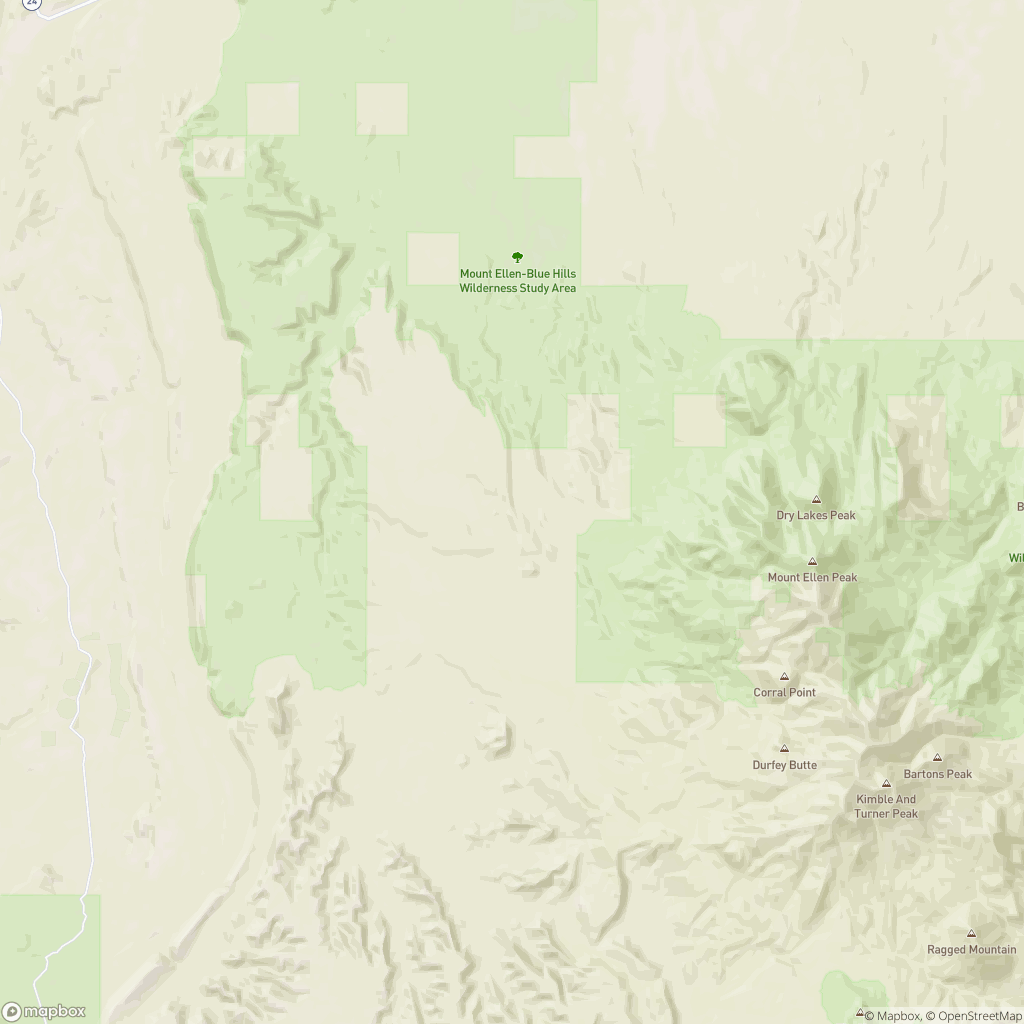 24
Mount Ellen-Blue Hills
Wilderness Study Area
Dry Lakes Peak
B
Wil
Mount Ellen Peak
Corral Point
Durfey Butte
Bartons Peak
Kimble And
Turner Peak
Ragged Mountain
mapbox
© Mapbox, © OpenStreetMap